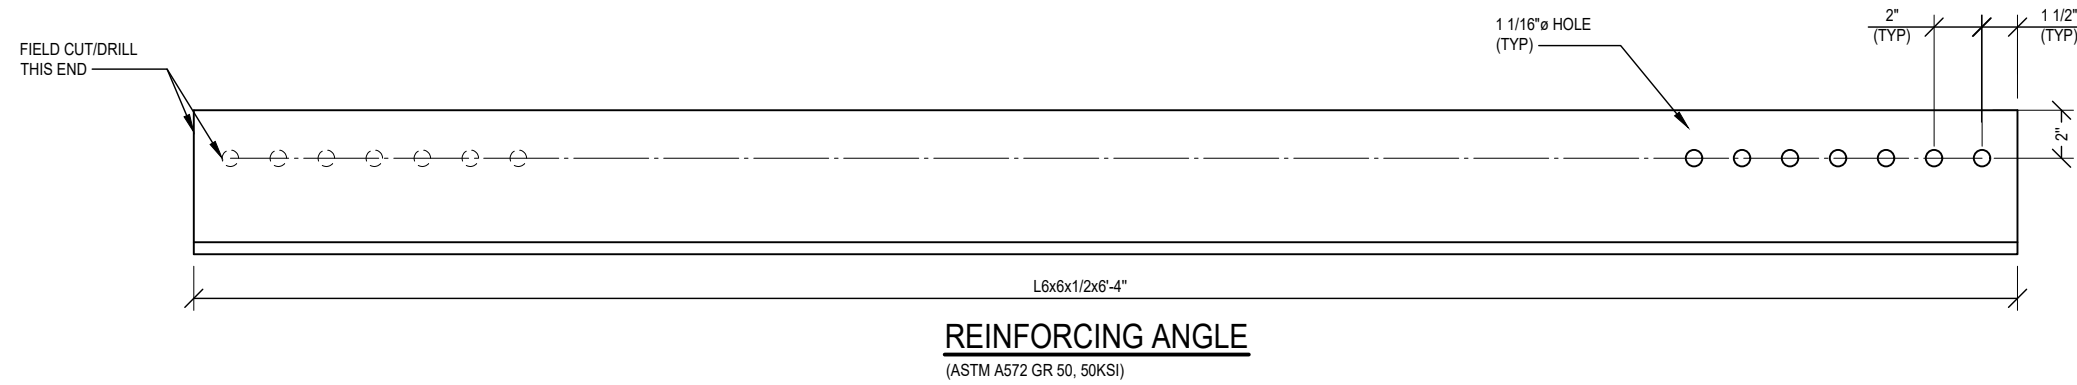 FIELD CUT/DRILL
THIS END
1 1/16"ø HOLE
(TYP)
2"
(TYP)
1 1/2"
(TYP)
2"
L6x6x1/2x6'-4"
REINFORCING ANGLE
(ASTM A572 GR 50, 50KSI)